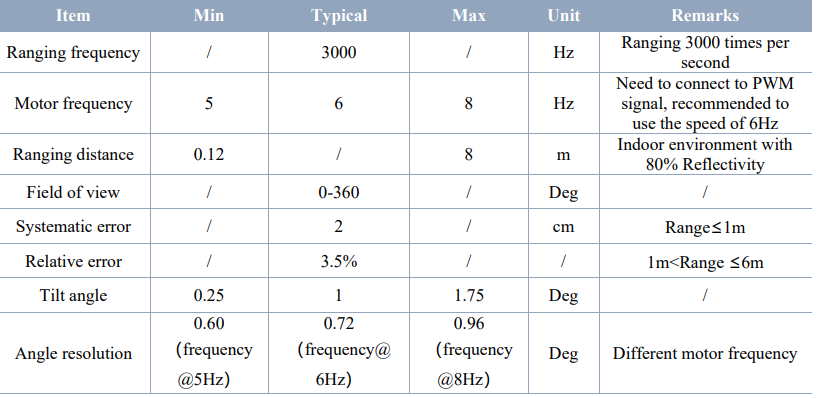 Item Min Typical Max Unit Remarks
Ranging frequency / 3000 / Hz Ranging 3000 times per
second
Motor frequency 5 6 8 Hz Need to connect to PWM
signal, recommended to
use the speed of 6Hz
Ranging distance 0.12 / 8 m Indoor environment with
80% Reflectivity
Field of view / 0-360 / Deg /
Systematic error / 2 / cm Range≤1m
Relative error / 3.5% / / 1m<Range ≤6m
Tilt angle 0.25 1 1.75 Deg /
Angle resolution 0.60 0.72 0.96 Deg Different motor frequency
(frequency (frequency@ (frequency
@5Hz) 6Hz) @8Hz)